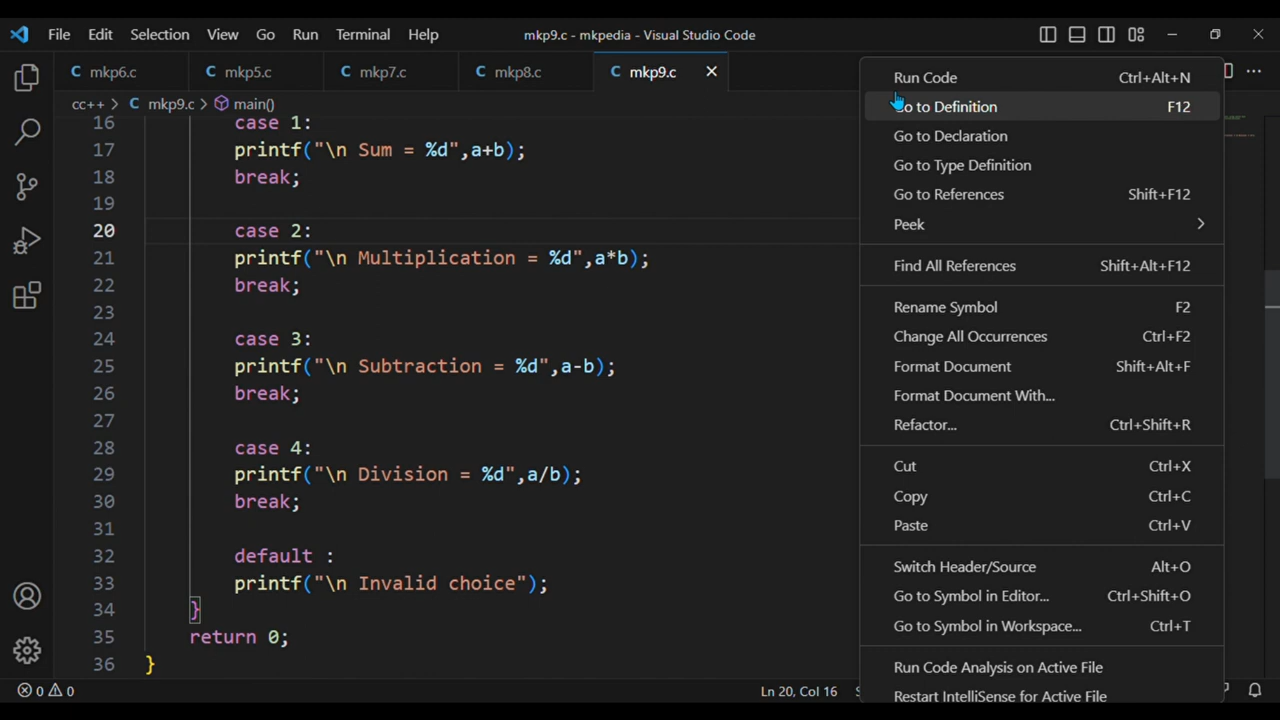 File Edit Selection View Go Run Terminal Help mkp9.c - mkpedia - Visual Studio Code
C mkp6.c C mkp5.c C mkp7.c C mkp8.c C mkp9.c
cc++ > C mkp9.c > main()
16 case 1:
17 printf("\n Sum = %d",a+b);
18 break;
19
20 case 2:
21 printf("\n Multiplication = %d",a*b);
22 break;
23
24 case 3:
25 printf("\n Subtraction = %d",a-b);
26 break;
27
28 case 4:
29 printf("\n Division = %d",a/b);
30 break;
31
32 default :
33 printf("\n Invalid choice");
34 }
35 return 0;
36 }
Run Code Ctrl+Alt+N
Go to Definition F12
Go to Declaration
Go to Type Definition
Go to References Shift+F12
Peek
Find All References Shift+Alt+F12
Rename Symbol F2
Change All Occurrences Ctrl+F2
Format Document Shift+Alt+F
Format Document With...
Refactor... Ctrl+Shift+R
Cut Ctrl+X
Copy Ctrl+C
Paste Ctrl+V
Switch Header/Source Alt+O
Go to Symbol in Editor... Ctrl+Shift+O
Go to Symbol in Workspace... Ctrl+T
Run Code Analysis on Active File
Restart IntelliSense for Active File
0 0 Ln 20, Col 16